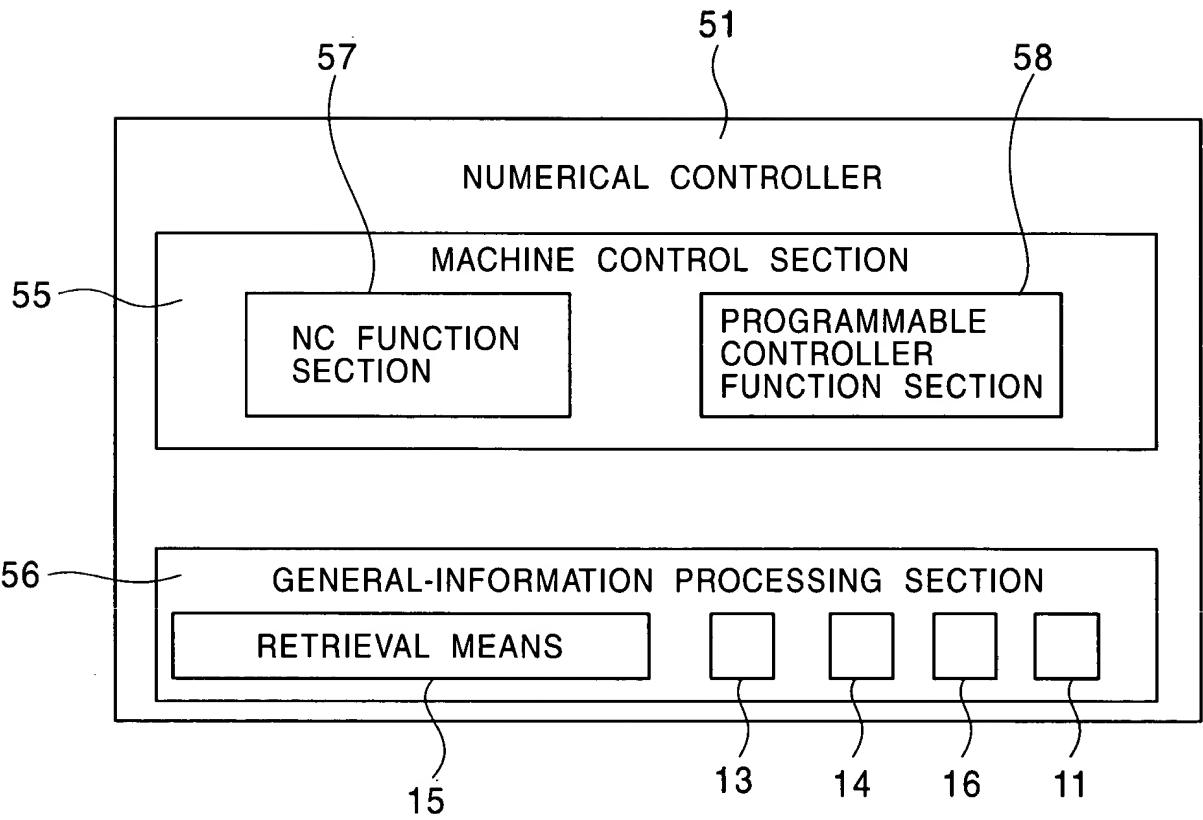 51
57
58
NUMERICAL CONTROLLER
MACHINE CONTROL SECTION
55
NC FUNCTION
SECTION
PROGRAMMABLE
CONTROLLER
FUNCTION SECTION
56
GENERAL-INFORMATION PROCESSING SECTION
RETRIEVAL MEANS
15
13
14
16
11